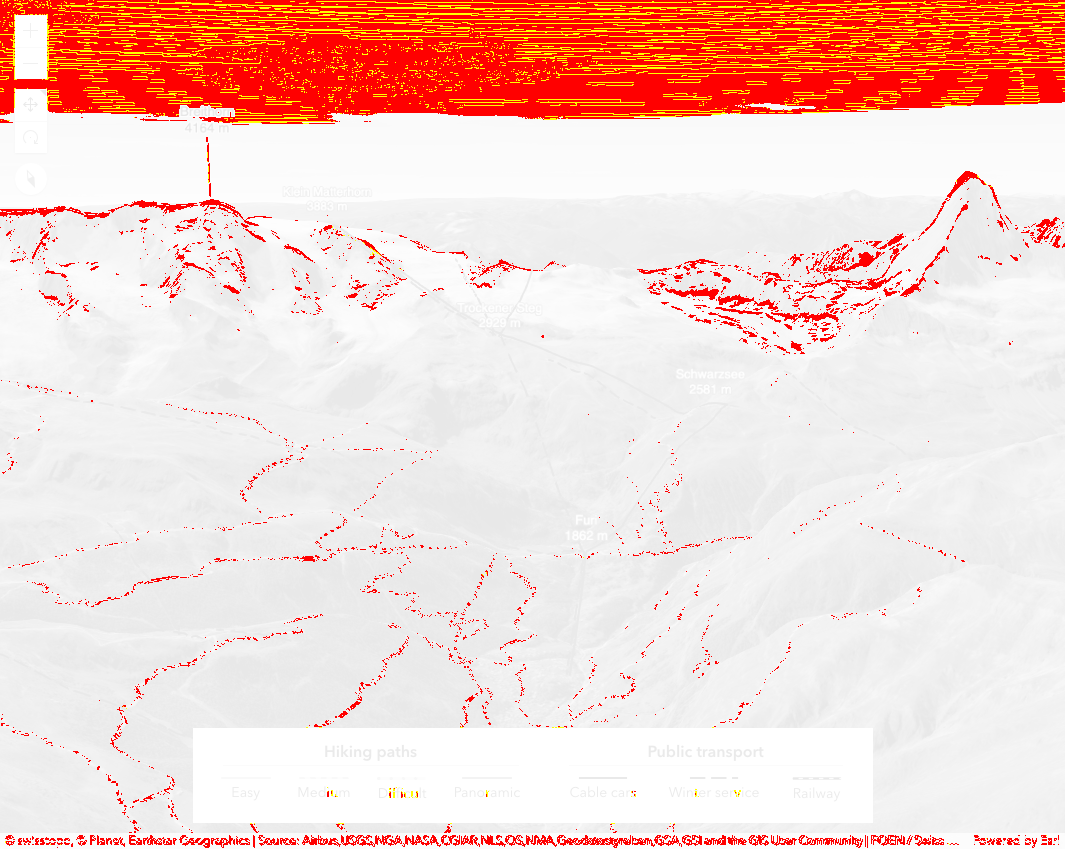 4164 m
Klein Matterhorn
3883 m
Trockener Steg
2929 m
Schwarzsee
2581 m
Furi
1862 m
Hiking paths
Public transport
Easy
Medium
Difficult
Panoramic
Cable cars
Winter service
Railway
© swisstopo, © Planet, Earthstar Geographics | Source: Airbus,USGS,NGA,NASA,CGIAR,NLS,OS,NMA,Geodatastyrelsen,GSA,GSI and the GIS User Community | FOEN / Swiss ...
Powered by Esri